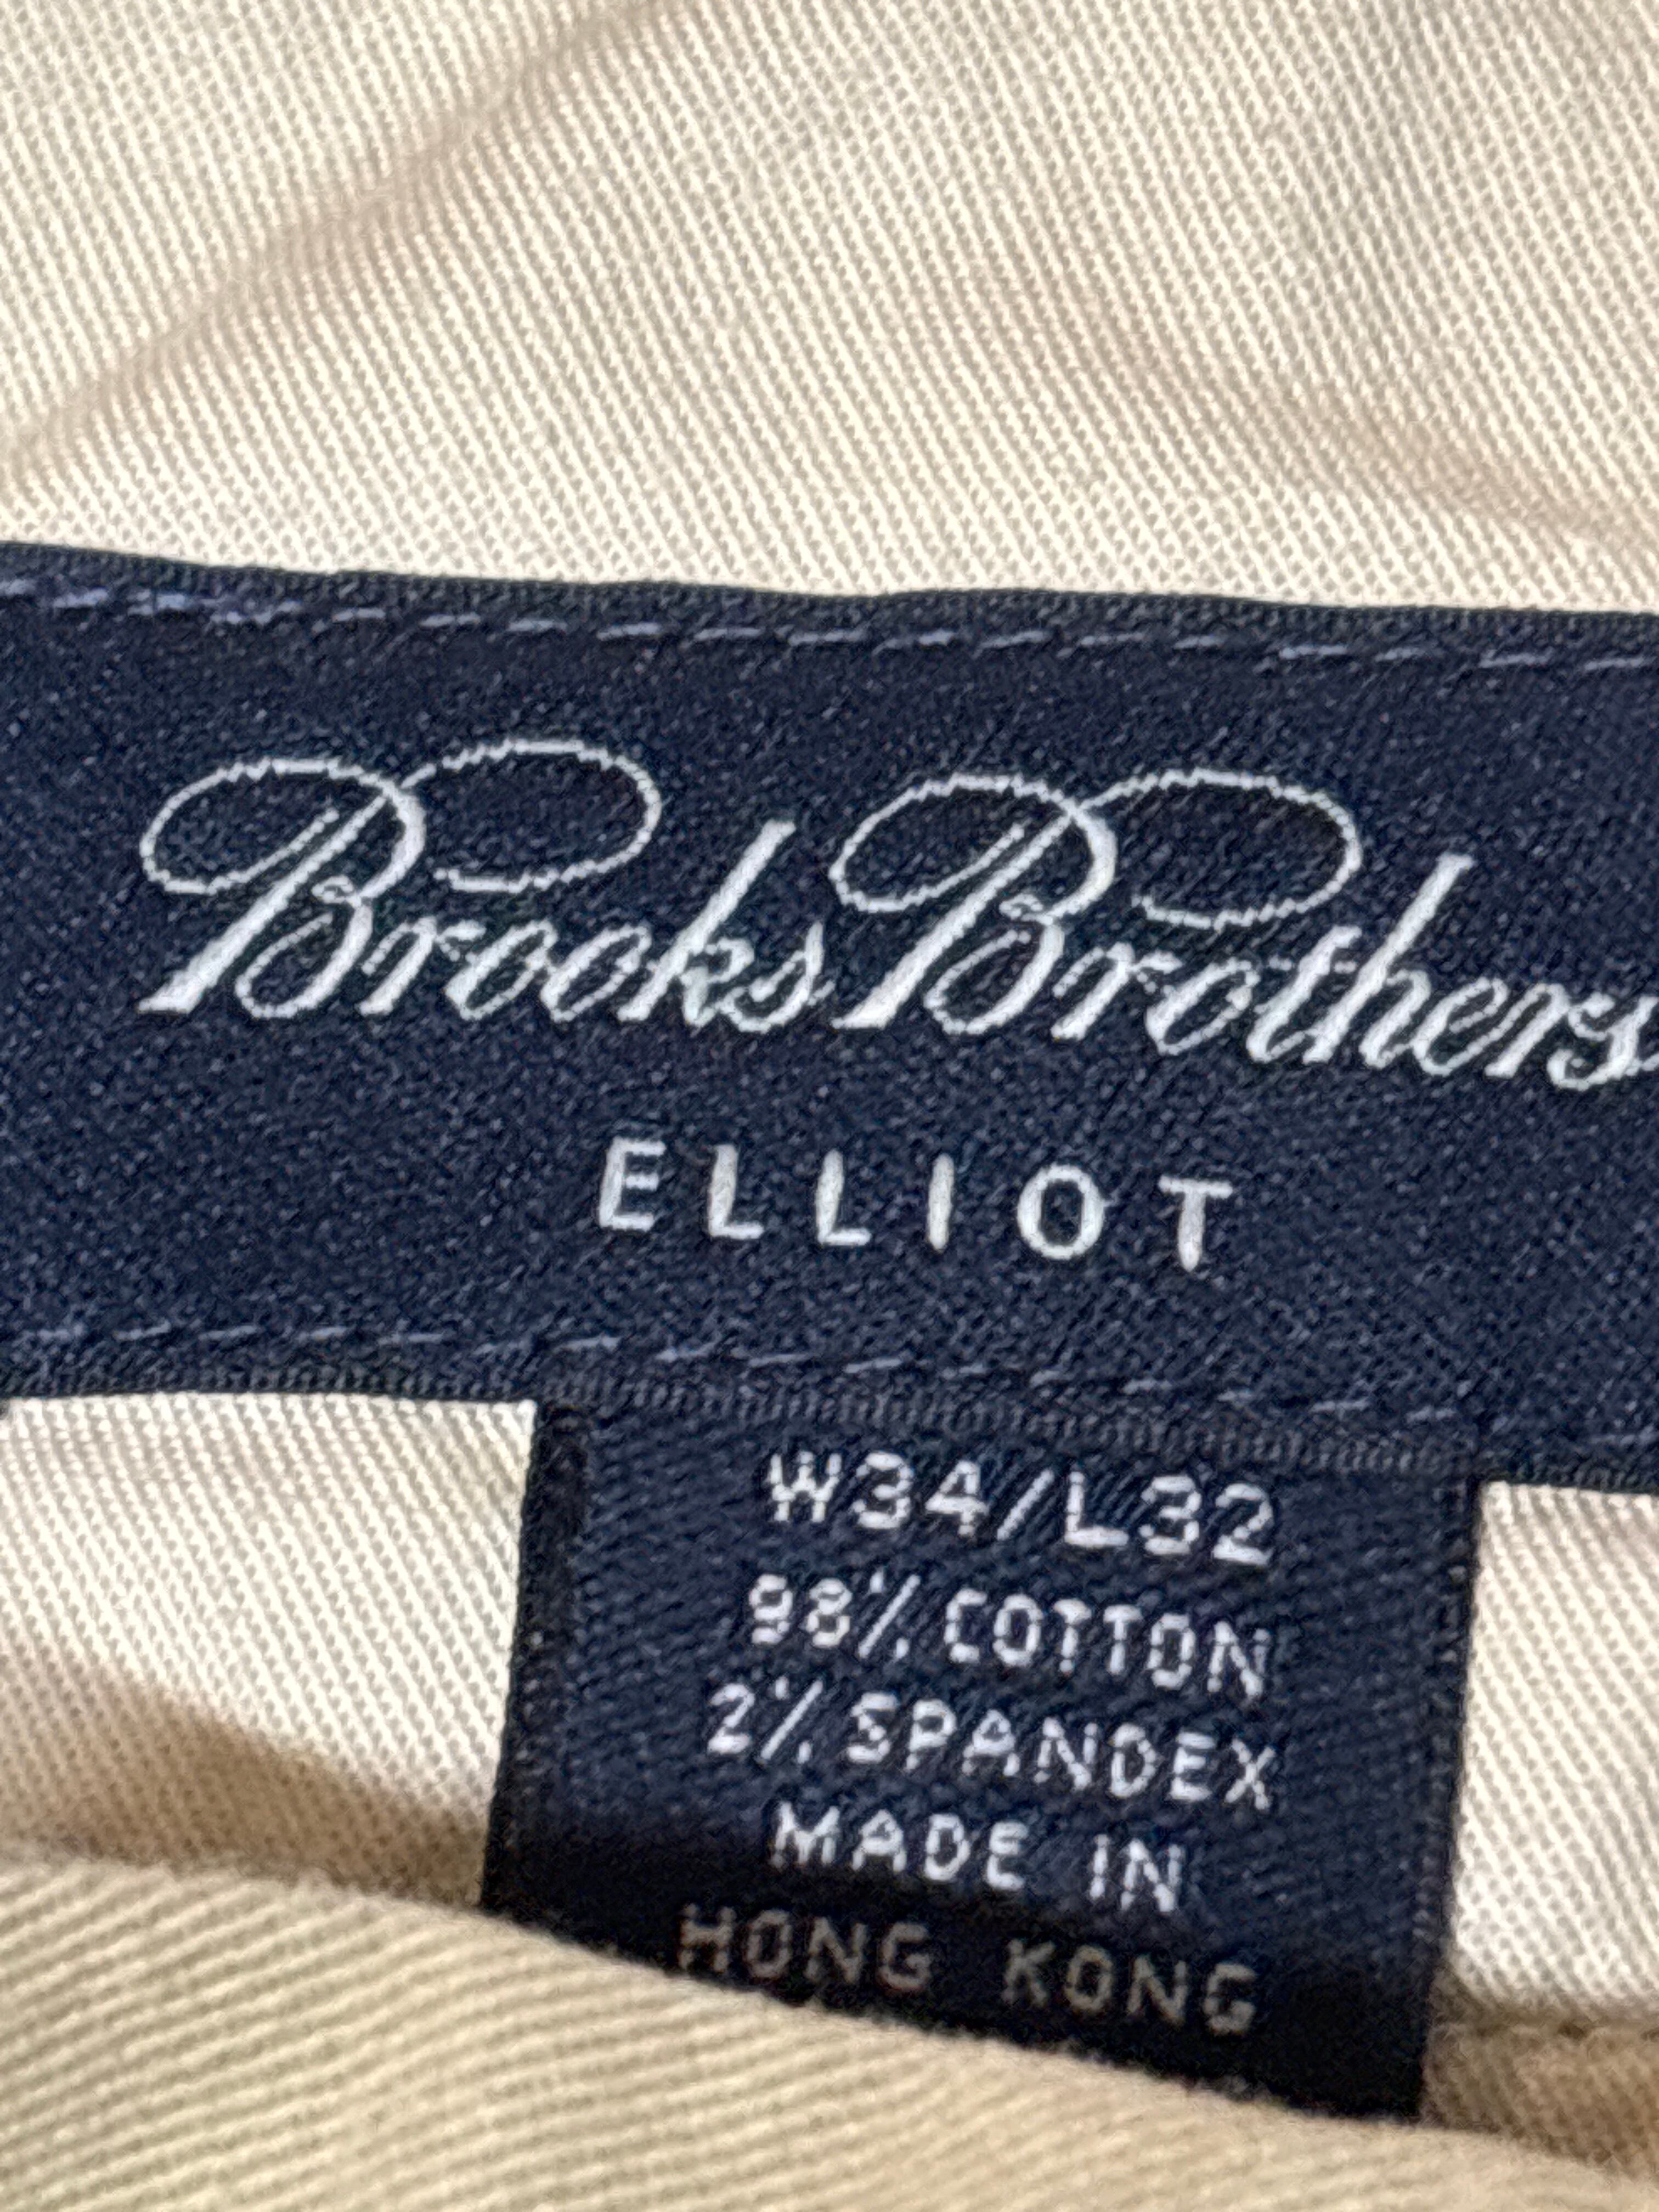 Brooks Brothers
ELLIOT
W34/L32
98% COTTON
2% SPANDEX
MADE IN
HONG KONG